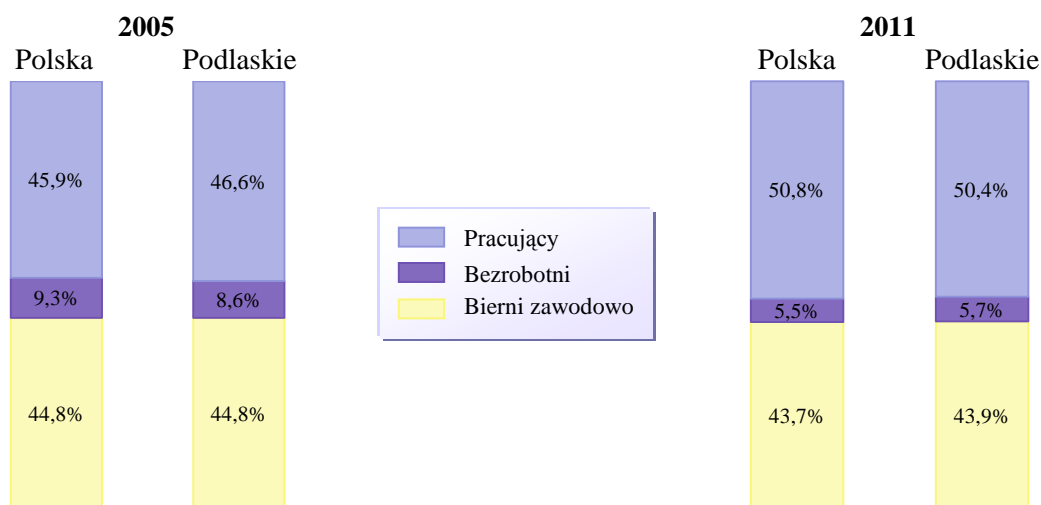 2005
2011
Polska
Podlaskie
Polska
Podlaskie
45,9%
46,6%
50,8%
50,4%
Pracujący
Bezrobotni
Bierni zawodowo
9,3%
8,6%
5,5%
5,7%
44,8%
44,8%
43,7%
43,9%